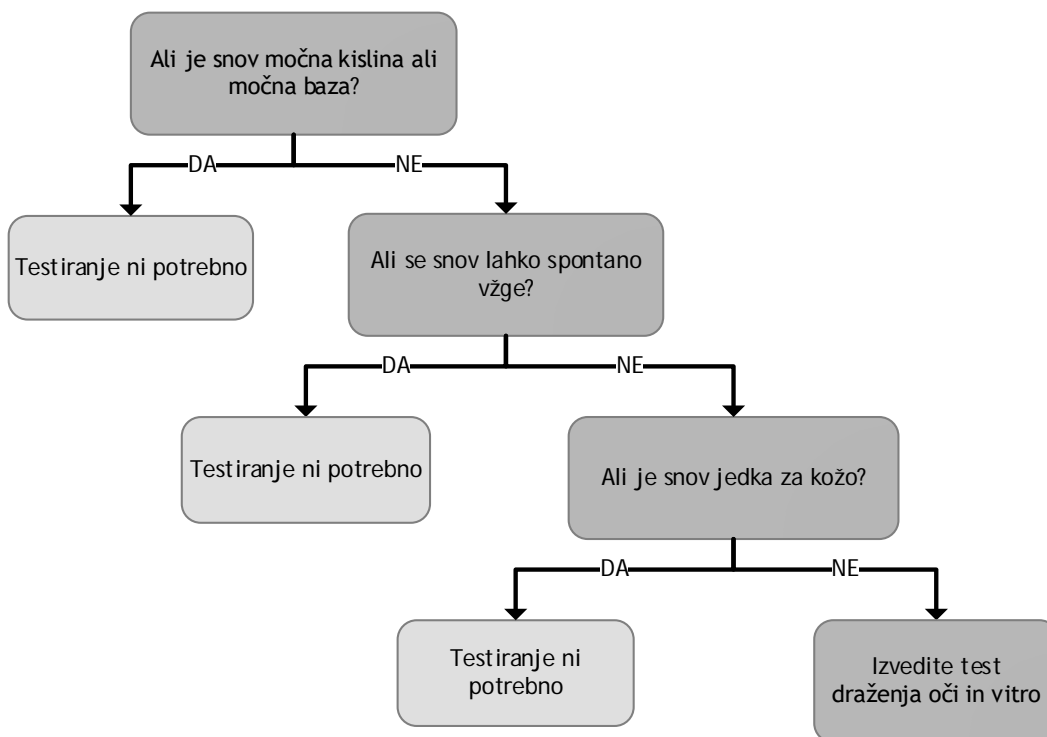 Ali je snov močna kislina ali
močna baza?
DA
NE
Testiranje ni potrebno
Ali se snov lahko spontano
vžge?
DA
NE
Testiranje ni potrebno
Ali je snov jedka za kožo?
DA
NE
Testiranje ni
potrebno
Izvedite test
draženja oči in vitro